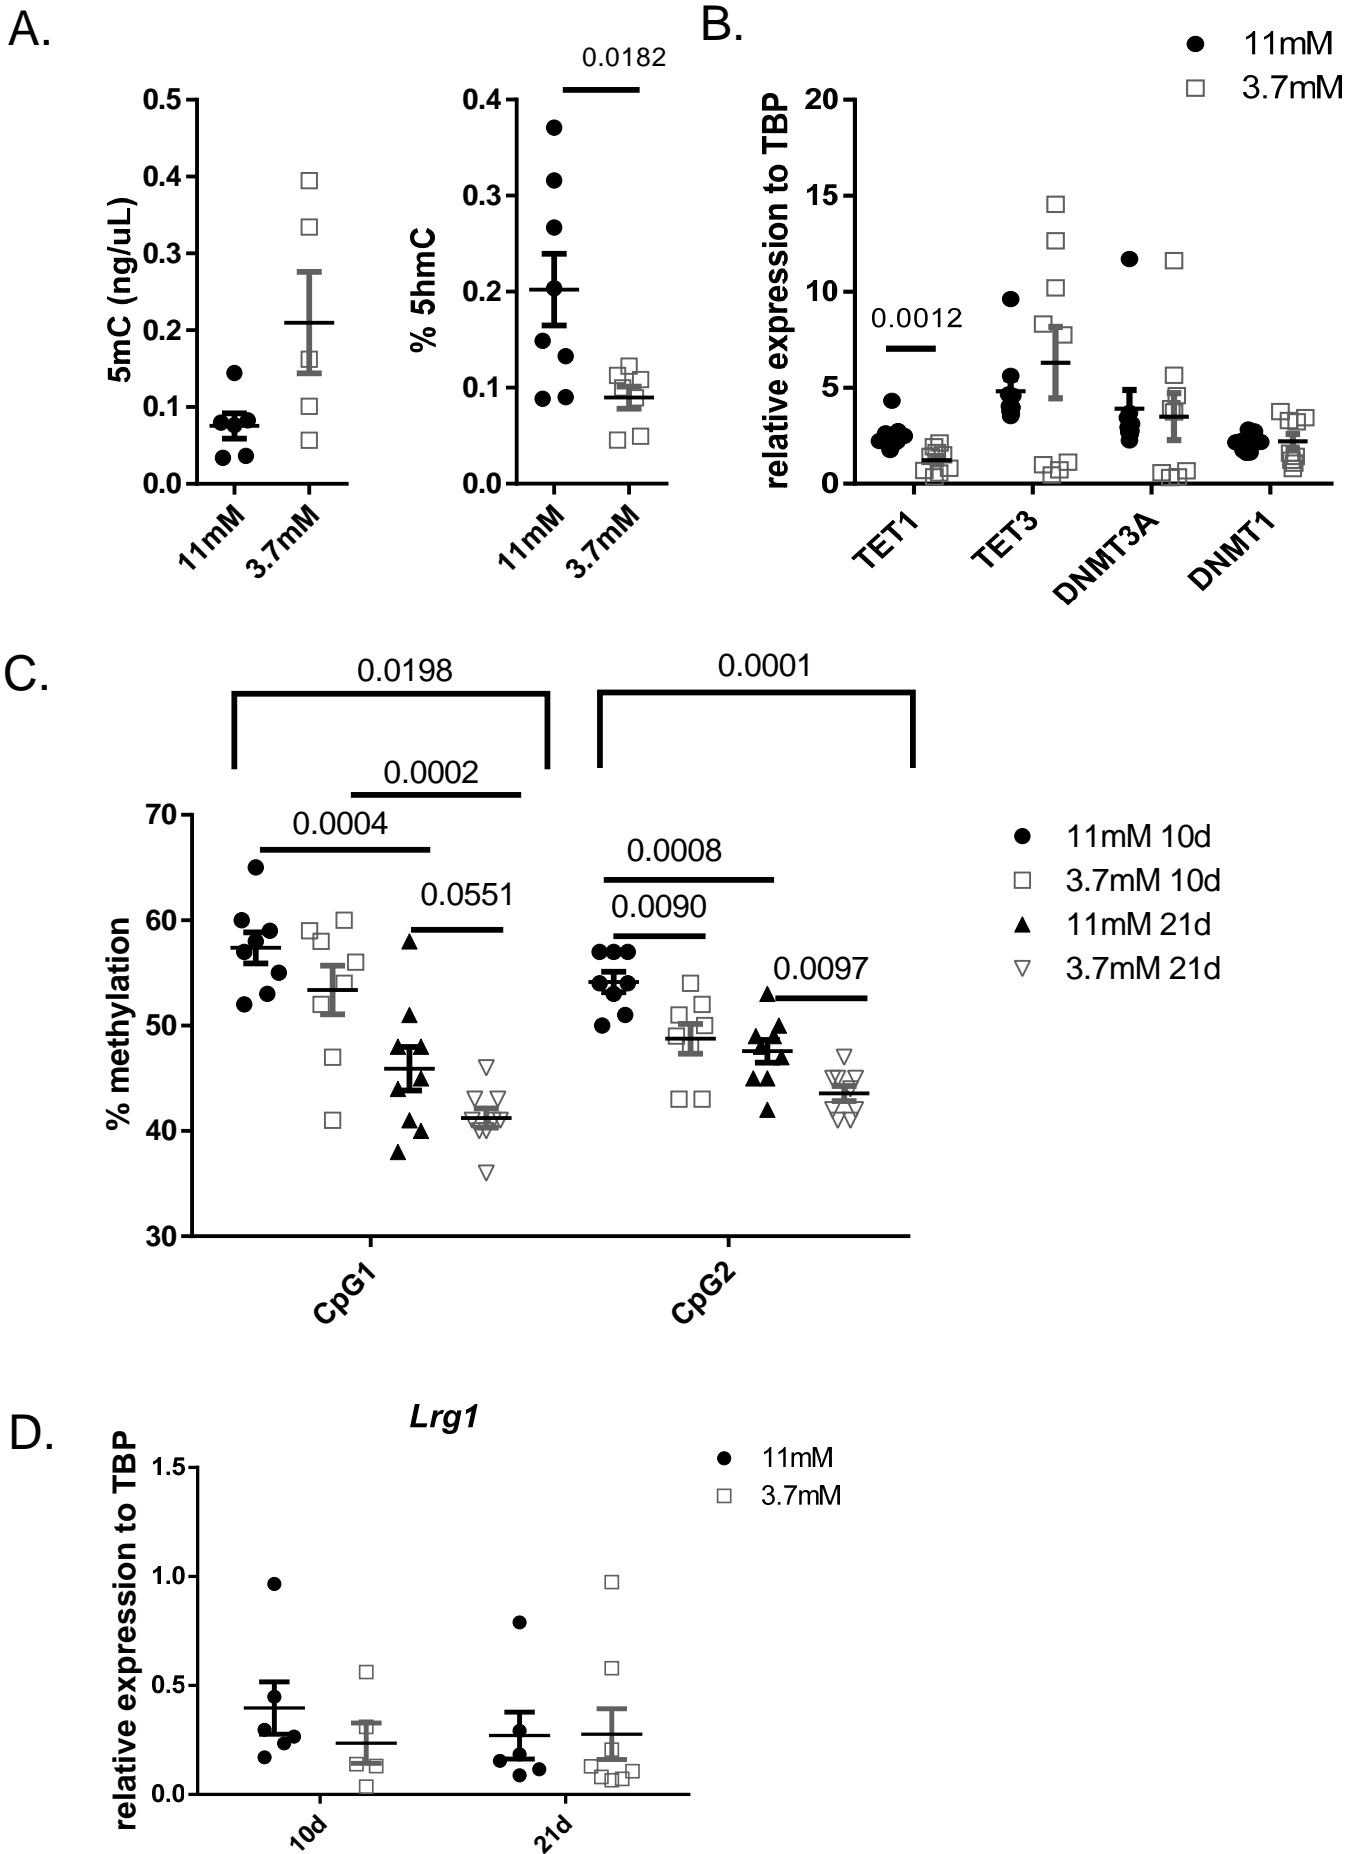 A.
5mC (ng/uL)
0.5
0.4
0.3
0.2
0.1
0.0
11mM
3.7mM
% 5hmC
0.0182
0.4
0.3
0.2
0.1
0.0
11mM
3.7mM
B.
11mM
3.7mM
relative expression to TBP
20
15
10
5
0
0.0012
TET1
TET3
DNMT3A
DNMT1
C.
0.0198
0.0001
0.0002
0.0004
0.0551
0.0008
0.0090
0.0097
% methylation
70
60
50
40
30
CpG1
CpG2
11mM 10d
3.7mM 10d
11mM 21d
3.7mM 21d
D.
Lrg1
relative expression to TBP
1.5
1.0
0.5
0.0
10d
21d
11mM
3.7mM